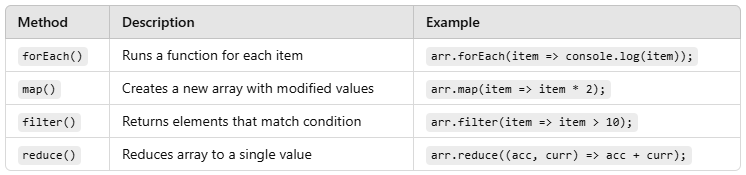 Method Description Example
forEach() Runs a function for each item arr.forEach(item => console.log(item));
map() Creates a new array with modified values arr.map(item => item * 2);
filter() Returns elements that match condition arr.filter(item => item > 10);
reduce() Reduces array to a single value arr.reduce((acc, curr) => acc + curr);